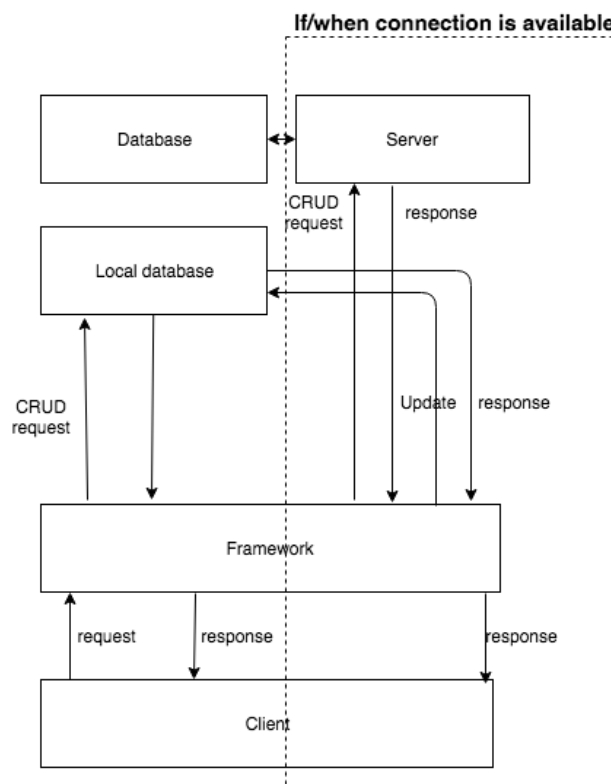 If/when connection is available
Database
Server
CRUD
request
response
Local database
CRUD
request
Update
response
Framework
request
response
response
Client